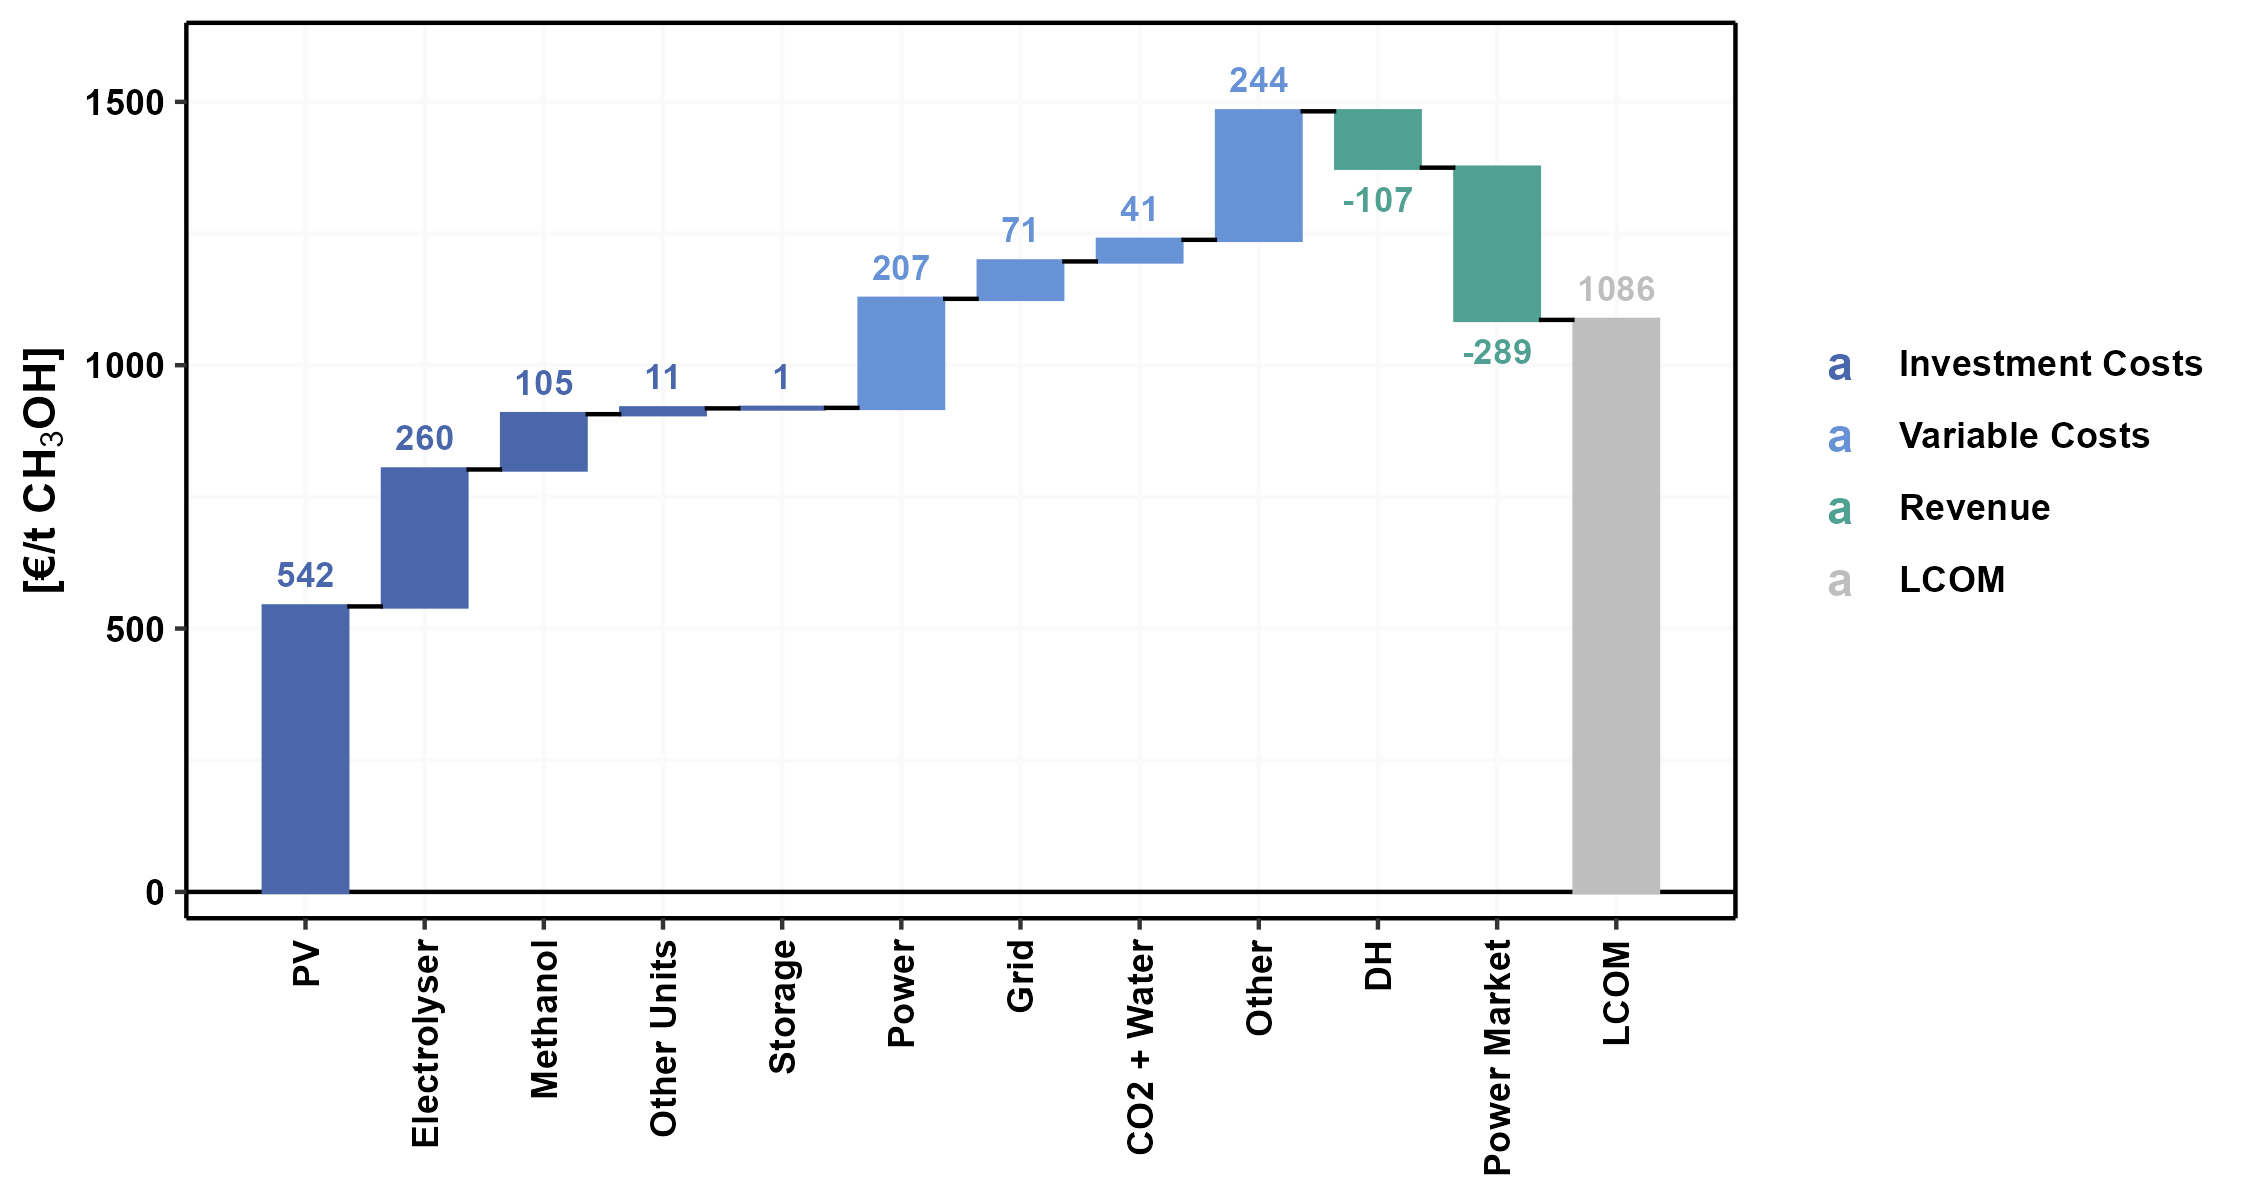 [€/t CH₃OH]
1500
1000
500
0
542
260
105
11
1
207
71
41
244
-107
-289
1086
PV
Electrolyser
Methanol
Other Units
Storage
Power
Grid
CO2 + Water
Other
DH
Power Market
LCOM
a Investment Costs
a Variable Costs
a Revenue
a LCOM